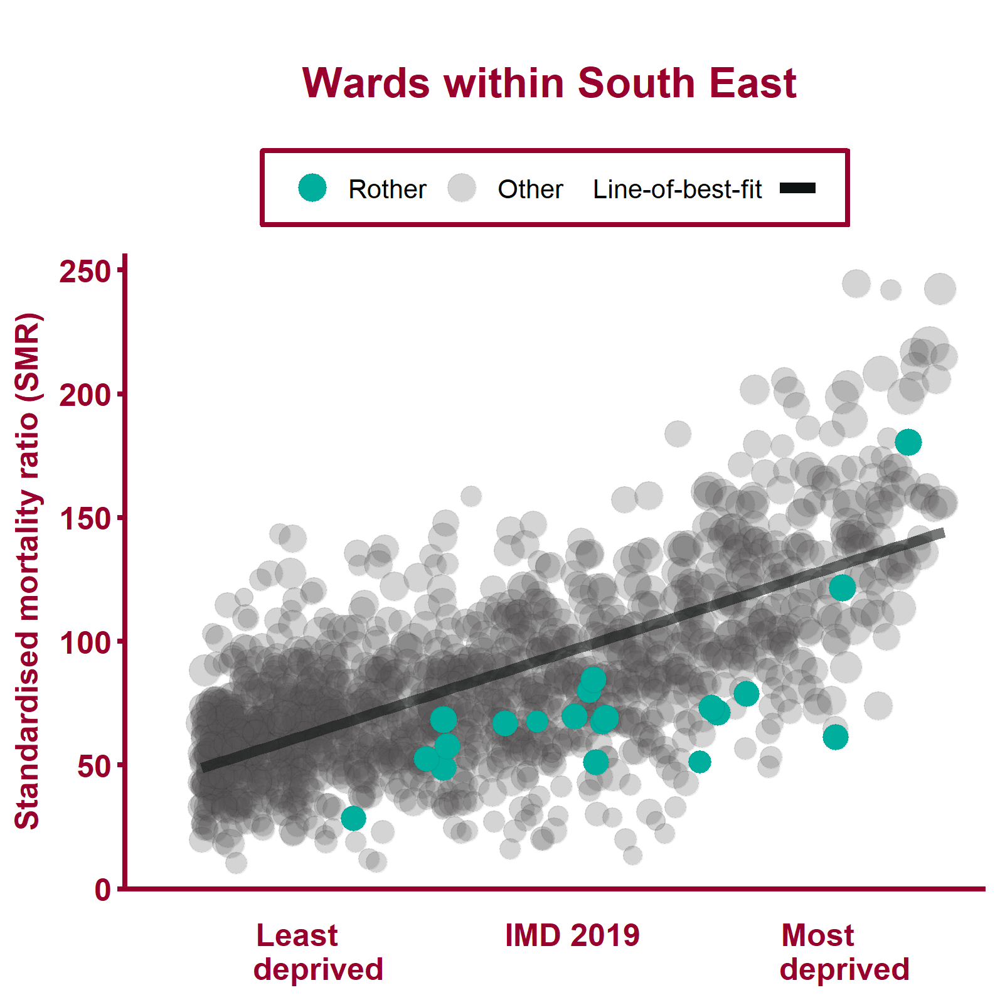 Wards within South East
Rother Other Line-of-best-fit
Standardised mortality ratio (SMR)
250
200
150
100
50
0
Least deprived
IMD 2019
Most deprived